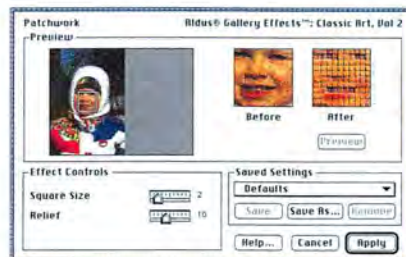 Patchwork Aldus® Gallery Effects™: Classic Art, Vol 2
Preview
Before After
Preview
Effect Controls
Square Size 2
Relief 10
Saved Settings
Defaults
Save Save As... Remove
Help... Cancel Apply